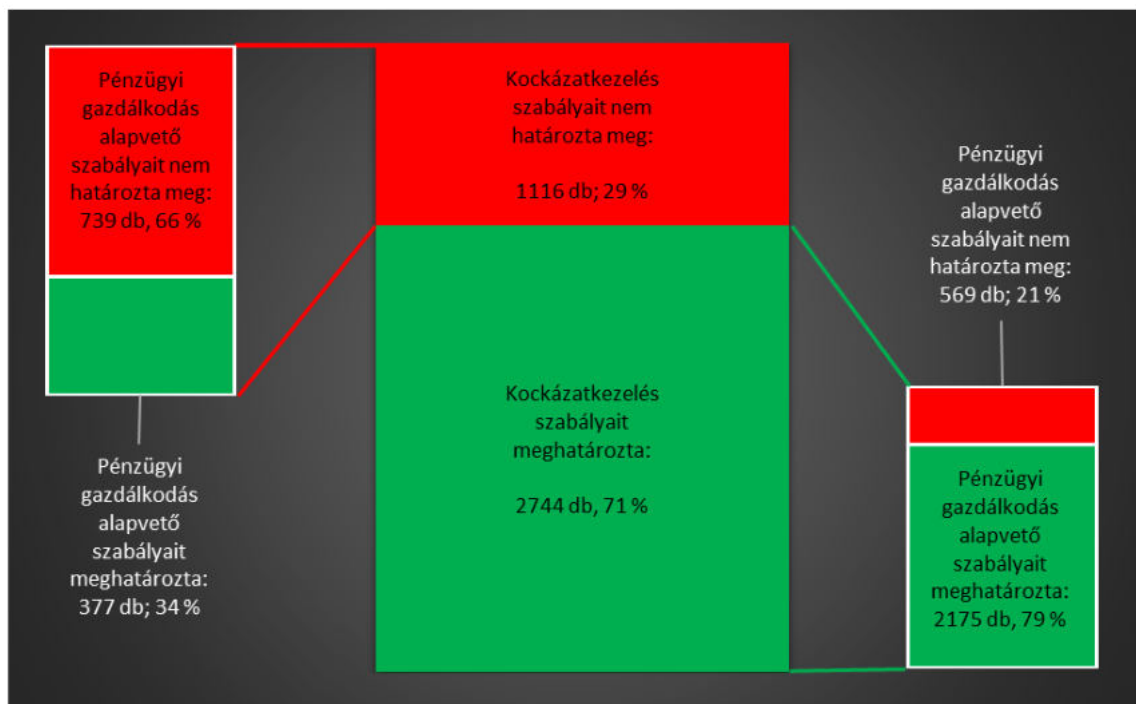 Pénzügyi
gazdálkodás
alapvető
szabályait nem
határozta meg:
739 db, 66 %
Pénzügyi
gazdálkodás
alapvető
szabályait
meghatározta:
377 db; 34 %
Kockázatkezelés
szabályait nem
határozta meg:
1116 db; 29 %
Kockázatkezelés
szabályait
meghatározta:
2744 db, 71 %
Pénzügyi
gazdálkodás
alapvető
szabályait nem
határozta meg:
569 db; 21 %
Pénzügyi
gazdálkodás
alapvető
szabályait
meghatározta:
2175 db, 79 %